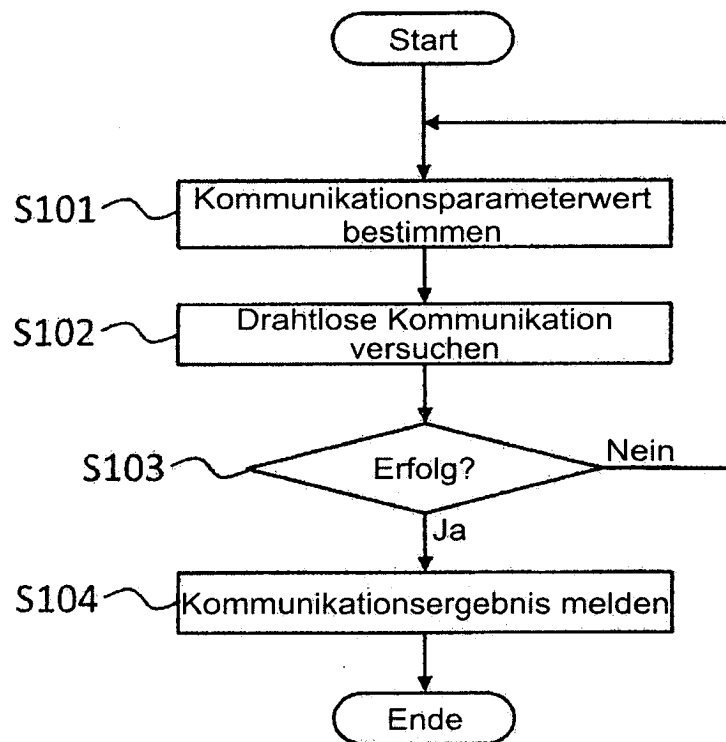 Start
S101
Kommunikationsparameterwert
bestimmen
S102
Drahtlose Kommunikation
versuchen
S103
Erfolg?
Nein
Ja
S104
Kommunikationsergebnis melden
Ende